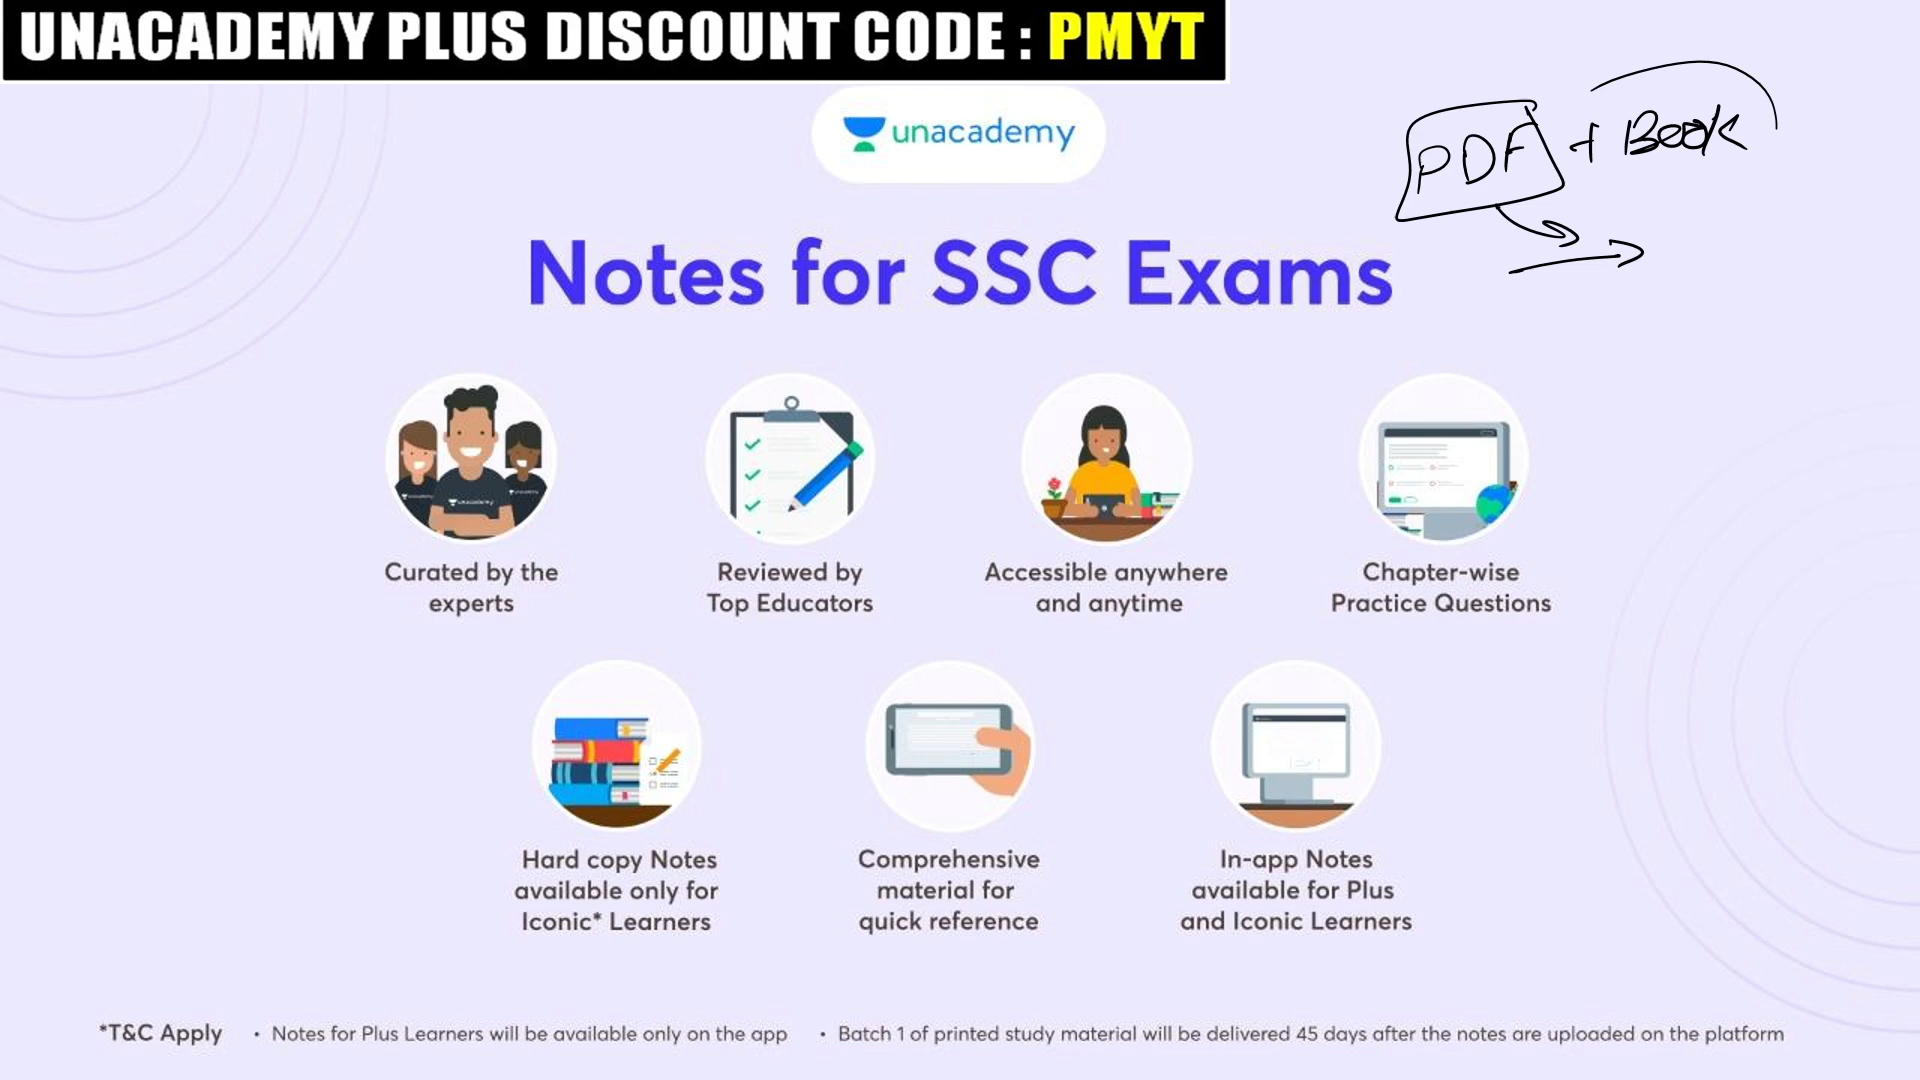 UNACADEMY PLUS DISCOUNT CODE : PMYT
unacademy
PDF + Book
Notes for SSC Exams
Curated by the
experts
Reviewed by
Top Educators
Accessible anywhere
and anytime
Chapter-wise
Practice Questions
Hard copy Notes
available only for
Iconic* Learners
Comprehensive
material for
quick reference
In-app Notes
available for Plus
and Iconic Learners
*T&C Apply • Notes for Plus Learners will be available only on the app • Batch 1 of printed study material will be delivered 45 days after the notes are uploaded on the platform